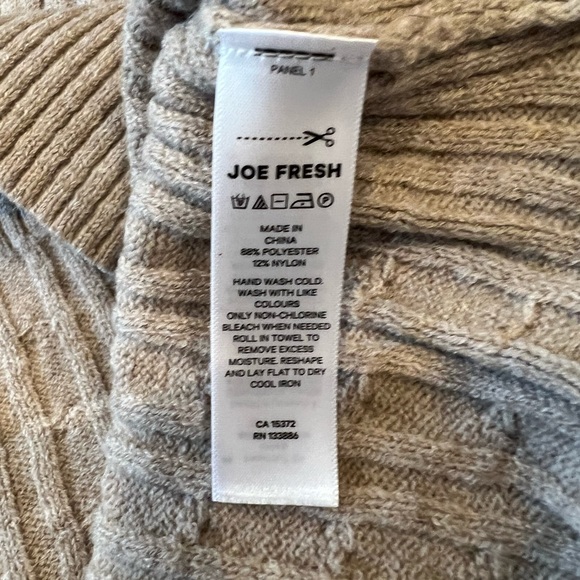 PANEL 1
JOE FRESH
MADE IN
CHINA
88% POLYESTER
12% NYLON
HAND WASH COLD.
WASH WITH LIKE
COLOURS
ONLY NON-CHLORINE
BLEACH WHEN NEEDED
ROLL IN TOWEL TO
REMOVE EXCESS
MOISTURE. RESHAPE
AND LAY FLAT TO DRY
COOL IRON
CA 15372
RN 133886